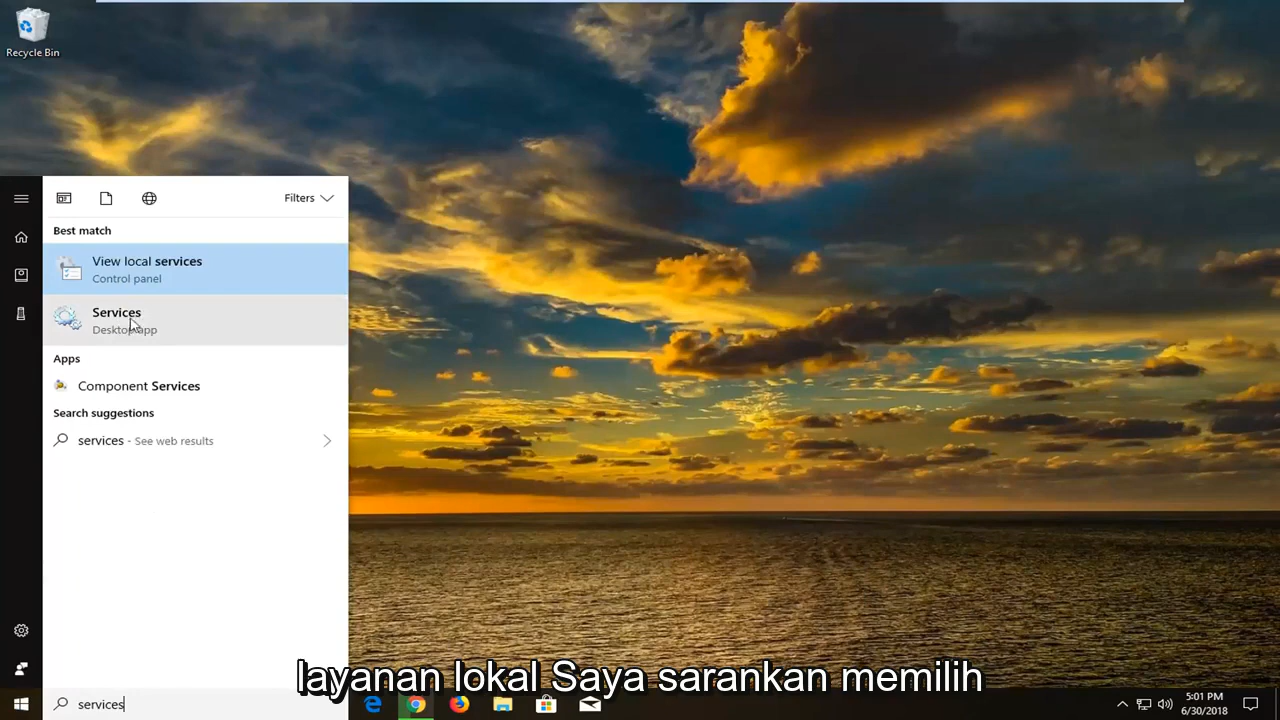 Recycle Bin
Filters
Best match
View local services
Control panel
Services
Desktop app
Apps
Component Services
Search suggestions
services - See web results
layanan lokal Saya sarankan memilih
services
5:01 PM
6/30/2018